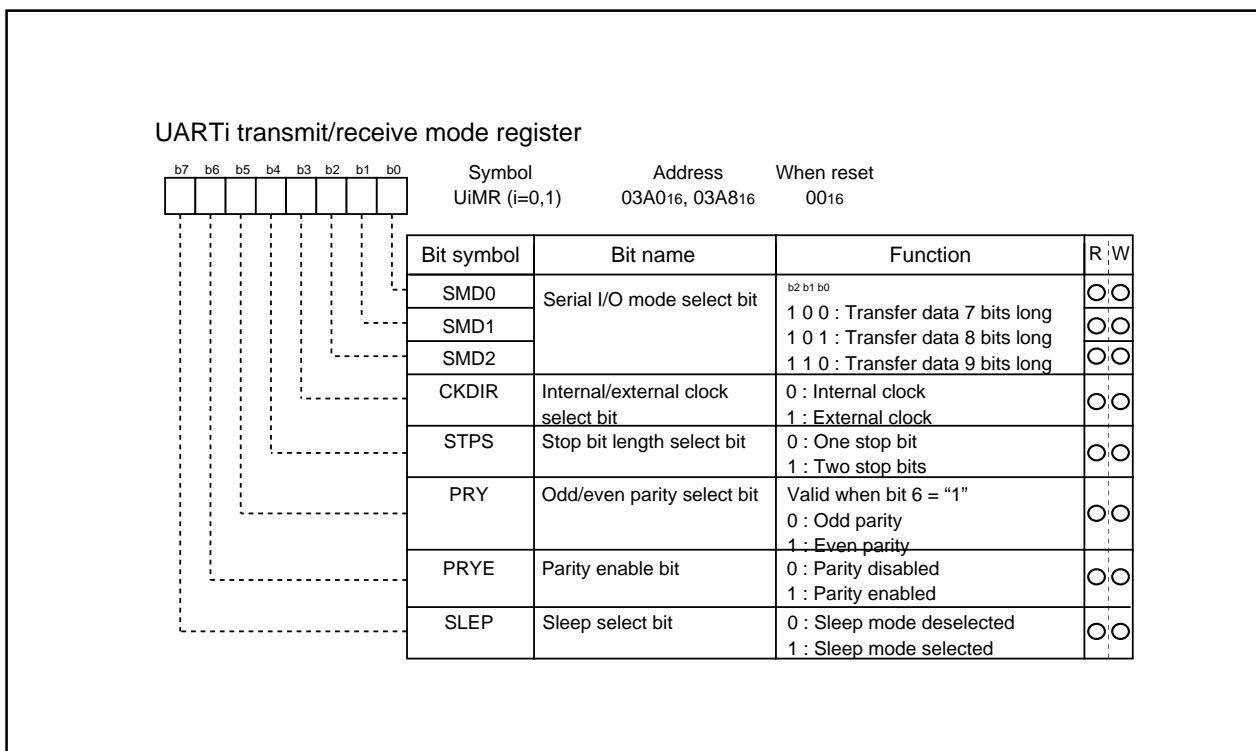 UARTi transmit/receive mode register
b7 b6 b5 b4 b3 b2 b1 b0
Symbol Address When reset
UiMR (i=0,1) 03A016, 03A816 0016
Bit symbol Bit name Function R W
SMD0 Serial I/O mode select bit b2 b1 b0
1 0 0 : Transfer data 7 bits long
SMD1 1 0 1 : Transfer data 8 bits long
SMD2 1 1 0 : Transfer data 9 bits long
CKDIR Internal/external clock 0 : Internal clock
select bit 1 : External clock
STPS Stop bit length select bit 0 : One stop bit
1 : Two stop bits
PRY Odd/even parity select bit Valid when bit 6 = “1”
0 : Odd parity
1 : Even parity
PRYE Parity enable bit 0 : Parity disabled
1 : Parity enabled
SLEP Sleep select bit 0 : Sleep mode deselected
1 : Sleep mode selected